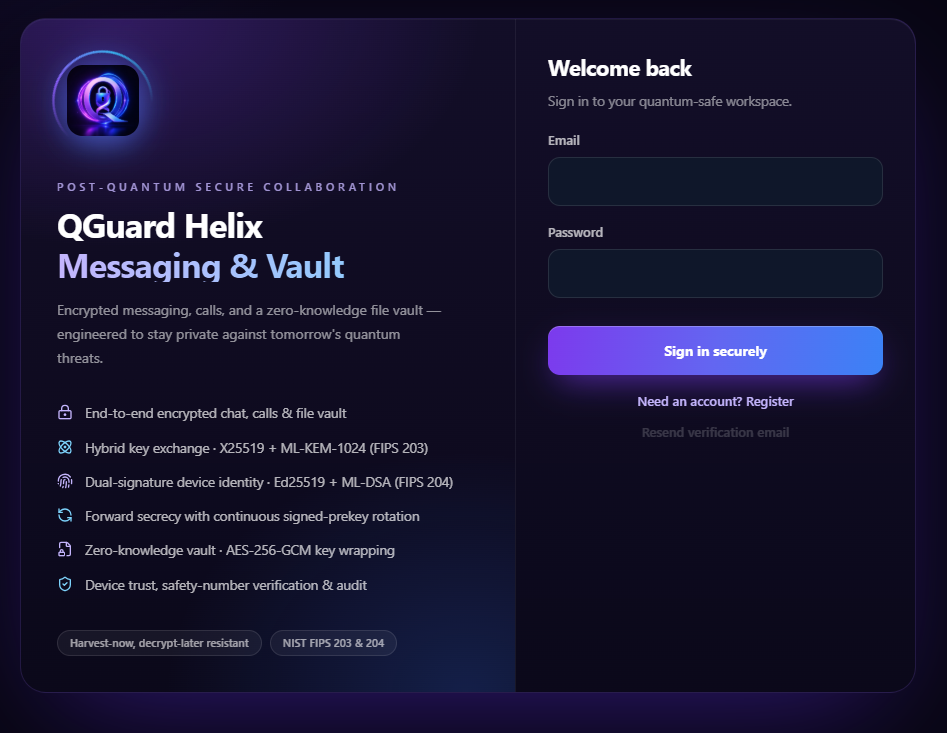 POST-QUANTUM SECURE COLLABORATION
QGuard Helix
Messaging & Vault
Encrypted messaging, calls, and a zero-knowledge file vault —
engineered to stay private against tomorrow's quantum
threats.
End-to-end encrypted chat, calls & file vault
Hybrid key exchange · X25519 + ML-KEM-1024 (FIPS 203)
Dual-signature device identity · Ed25519 + ML-DSA (FIPS 204)
Forward secrecy with continuous signed-prekey rotation
Zero-knowledge vault · AES-256-GCM key wrapping
Device trust, safety-number verification & audit
Harvest-now, decrypt-later resistant
NIST FIPS 203 & 204
Welcome back
Sign in to your quantum-safe workspace.
Email
Password
Sign in securely
Need an account? Register
Resend verification email